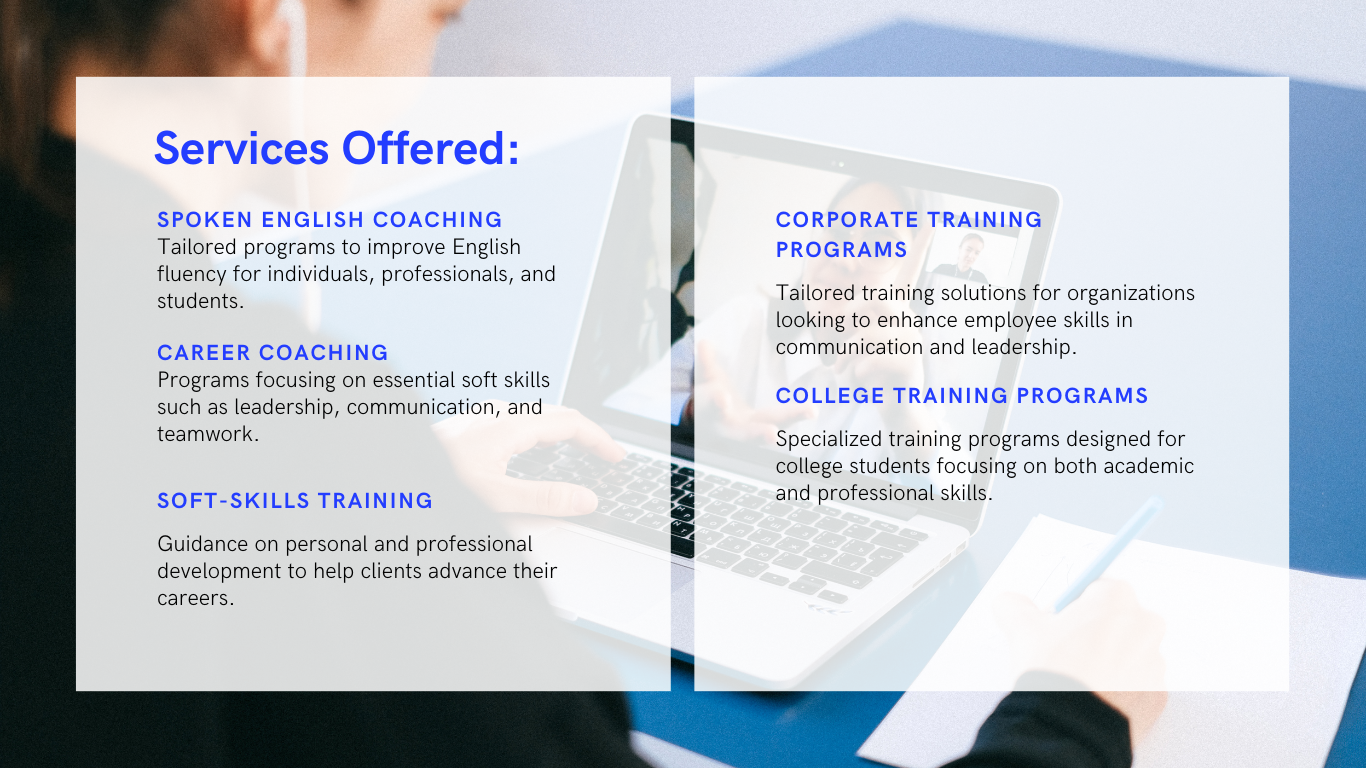 Services Offered:
SPOKEN ENGLISH COACHING
Tailored programs to improve English
fluency for individuals, professionals, and
students.
CAREER COACHING
Programs focusing on essential soft skills
such as leadership, communication, and
teamwork.
SOFT-SKILLS TRAINING
Guidance on personal and professional
development to help clients advance their
careers.
CORPORATE TRAINING
PROGRAMS
Tailored training solutions for organizations
looking to enhance employee skills in
communication and leadership.
COLLEGE TRAINING PROGRAMS
Specialized training programs designed for
college students focusing on both academic
and professional skills.